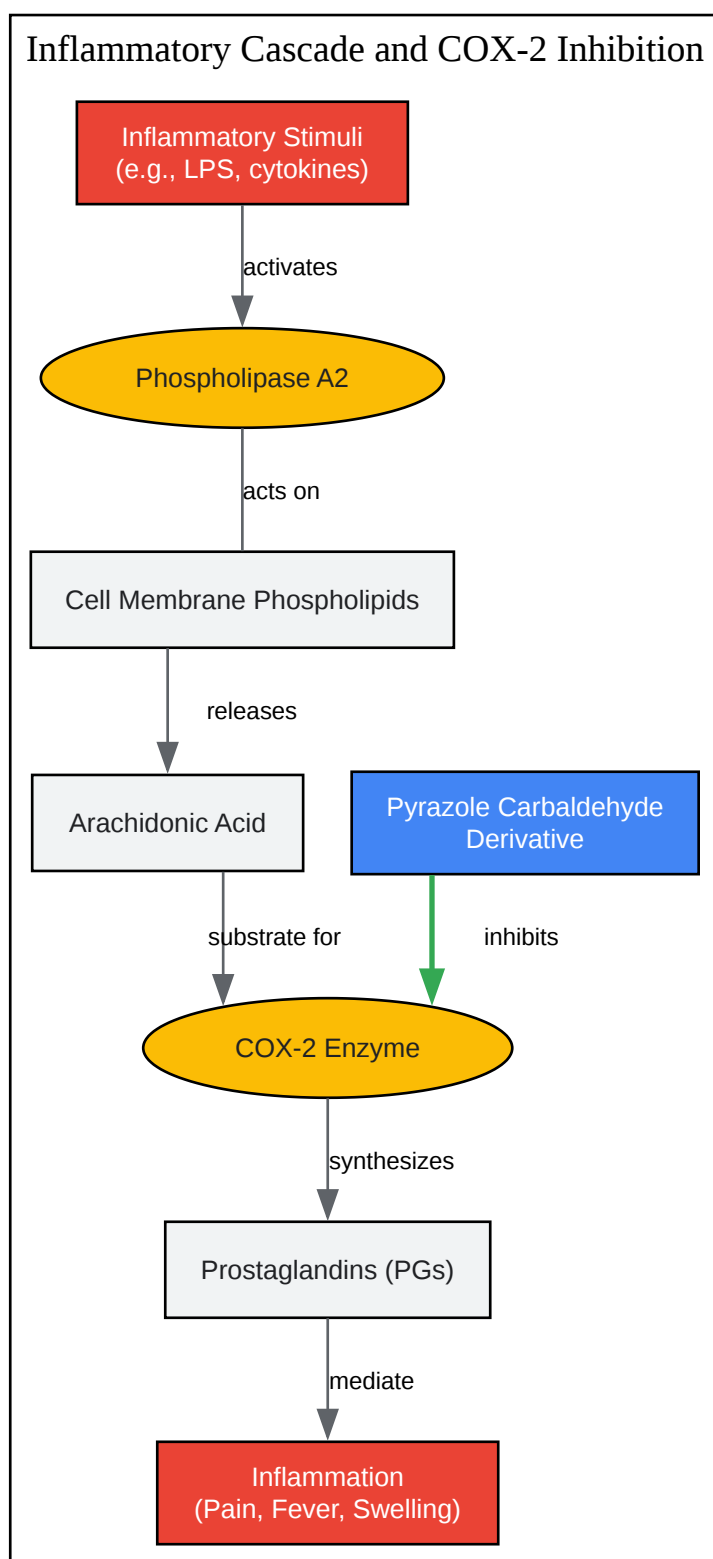 Inflammatory Cascade and COX-2 Inhibition
Inflammatory Stimuli
(e.g., LPS, cytokines)
activates
Phospholipase A2
acts on
Cell Membrane Phospholipids
releases
Arachidonic Acid
Pyrazole Carbaldehyde
Derivative
substrate for
inhibits
COX-2 Enzyme
synthesizes
Prostaglandins (PGs)
mediate
Inflammation
(Pain, Fever, Swelling)